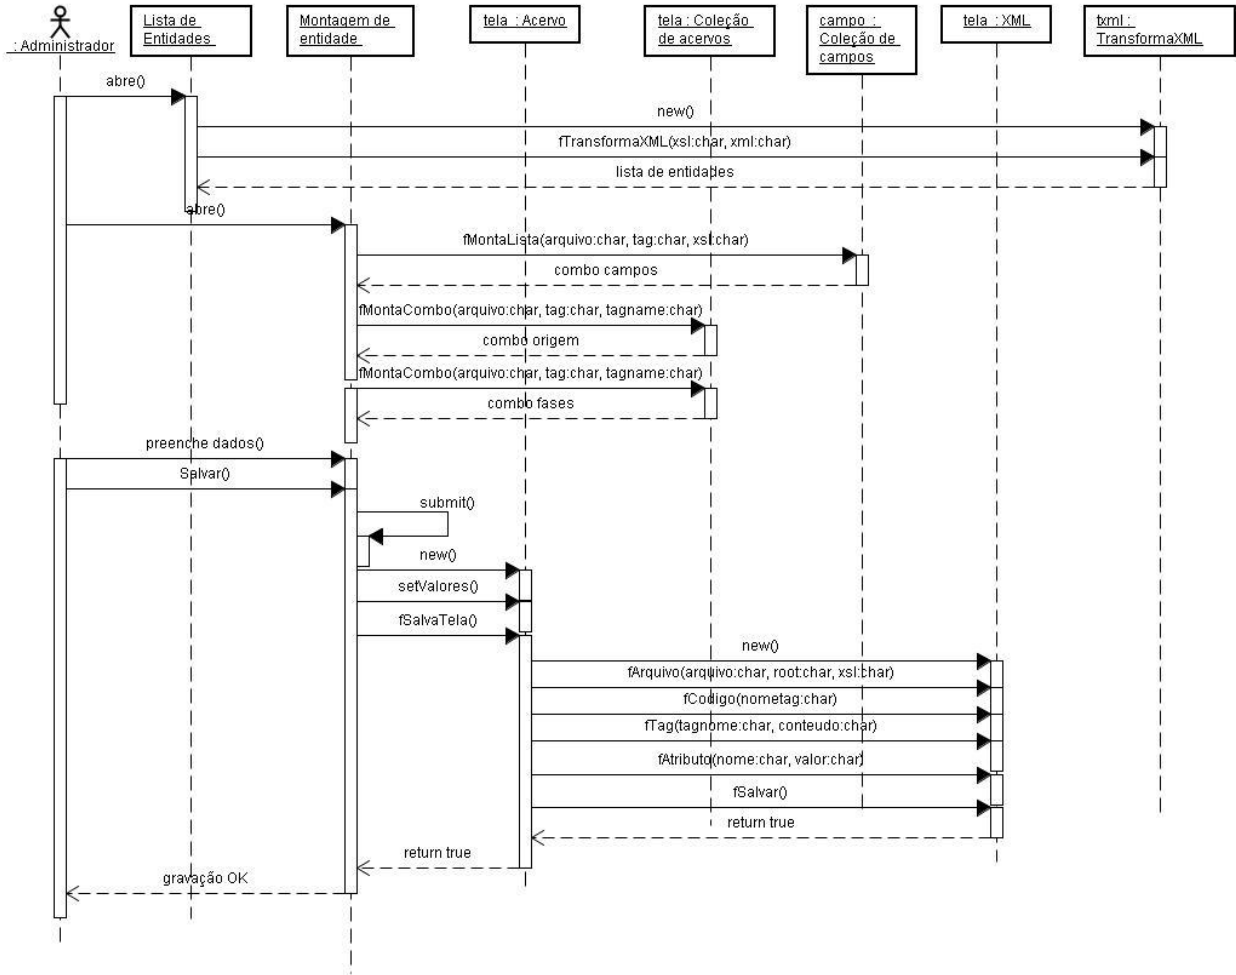 : Administrador
Lista de
Entidades
Montagem de
entidade
tela : Acervo
tela : Coleção
de acervos
campo :
Coleção de
campos
tela : XML
txml :
TransformaXML
abre()
new()
fTransformaXML(xsl:char, xml:char)
lista de entidades
abre()
fMontaLista(arquivo:char, tag:char, xsl:char)
combo campos
fMontaCombo(arquivo:char, tag:char, tagname:char)
combo origem
fMontaCombo(arquivo:char, tag:char, tagname:char)
combo fases
preenche dados()
Salvar()
submit()
new()
setValores()
fSalvaTela()
new()
fArquivo(arquivo:char, root:char, xsl:char)
fCodigo(nometag:char)
fTag(tagnome:char, conteudo:char)
fAtributo(nome:char, valor:char)
fSalvar()
return true
return true
gravação OK